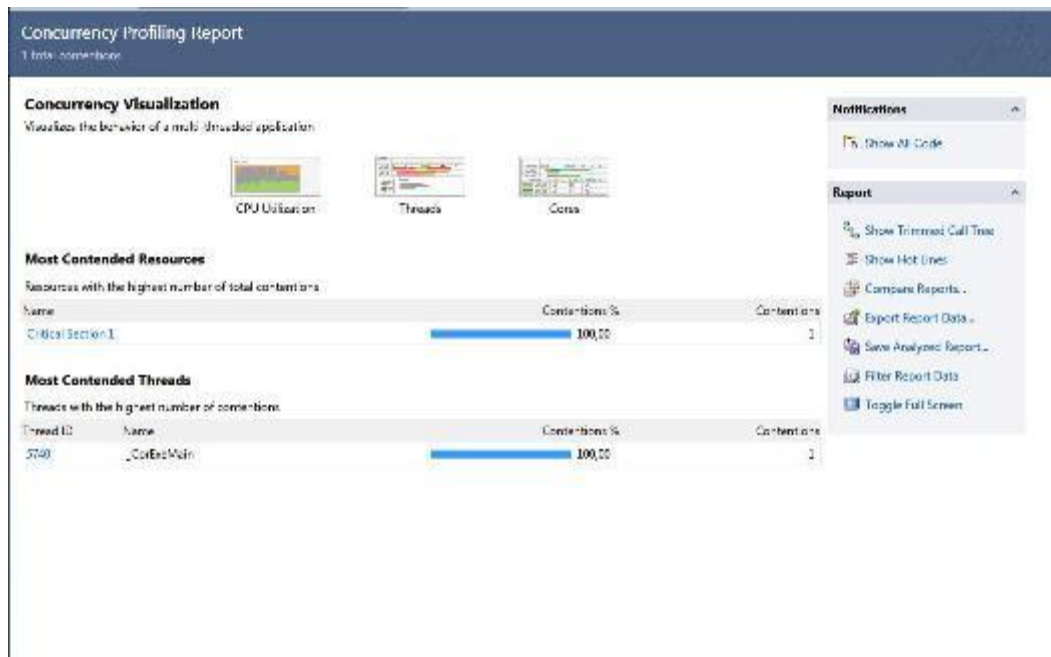 Concurrency Profiling Report
1 total contentions
Concurrency Visualization
Visualizes the behavior of a multi-threaded application
CPU Utilization
Threads
Cores
Most Contended Resources
Resources with the highest number of total contentions
Name Contentions % Contentions
Critical Section 1 100,00 1
Most Contended Threads
Threads with the highest number of contentions
Thread ID Name Contentions % Contentions
5740 _CorExeMain 100,00 1
Notifications
Show All Code
Report
Show Trimmed Call Tree
Show Hot Lines
Compare Reports...
Export Report Data...
Save Analyzed Report...
Filter Report Data
Toggle Full Screen